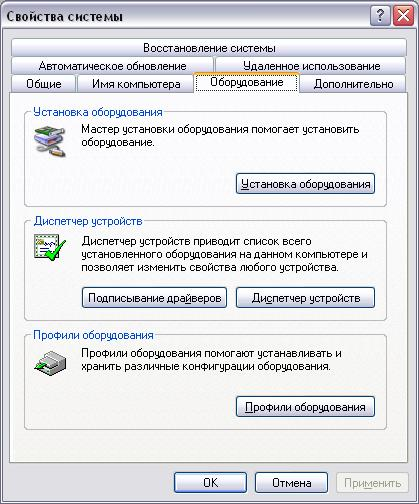 Свойства системы
Восстановление системы
Автоматическое обновление
Удаленное использование
Общие
Имя компьютера
Оборудование
Дополнительно
Установка оборудования
Мастер установки оборудования помогает установить
оборудование.
Установка оборудования
Диспетчер устройств
Диспетчер устройств приводит список всего
установленного оборудования на данном компьютере и
позволяет изменить свойства любого устройства.
Подписывание драйверов
Диспетчер устройств
Профили оборудования
Профили оборудования помогают устанавливать и
хранить различные конфигурации оборудования.
Профили оборудования
ОК
Отмена
Применить